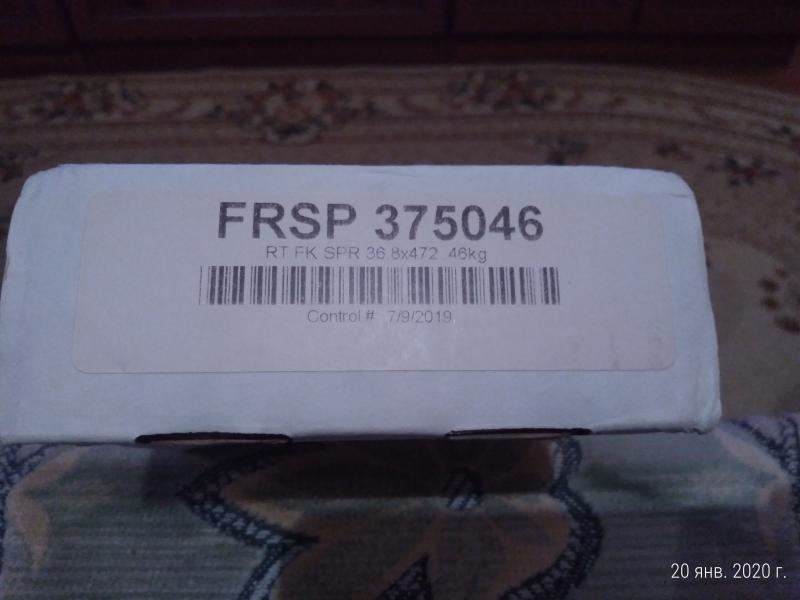 FRSP 375046
RT FK SPR 36.8x472 .46kg
Control #: 7/9/2019
20 янв. 2020 г.